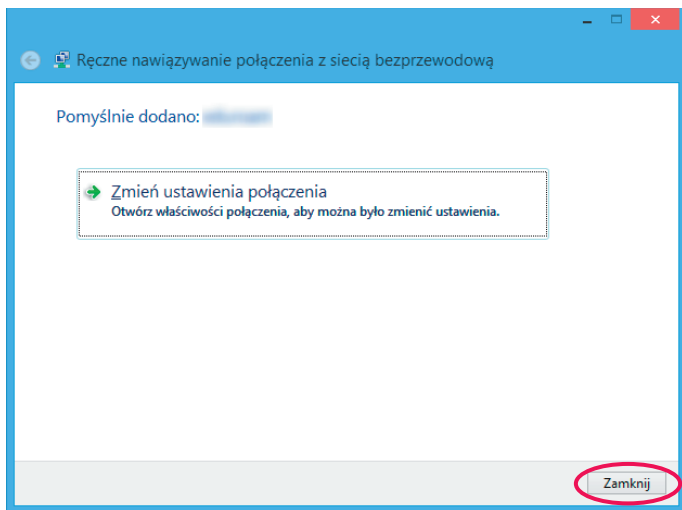 Ręczne nawiązywanie połączenia z siecią bezprzewodową
Pomyślnie dodano:
Zmień ustawienia połączenia
Otwórz właściwości połączenia, aby można było zmienić ustawienia.
Zamknij